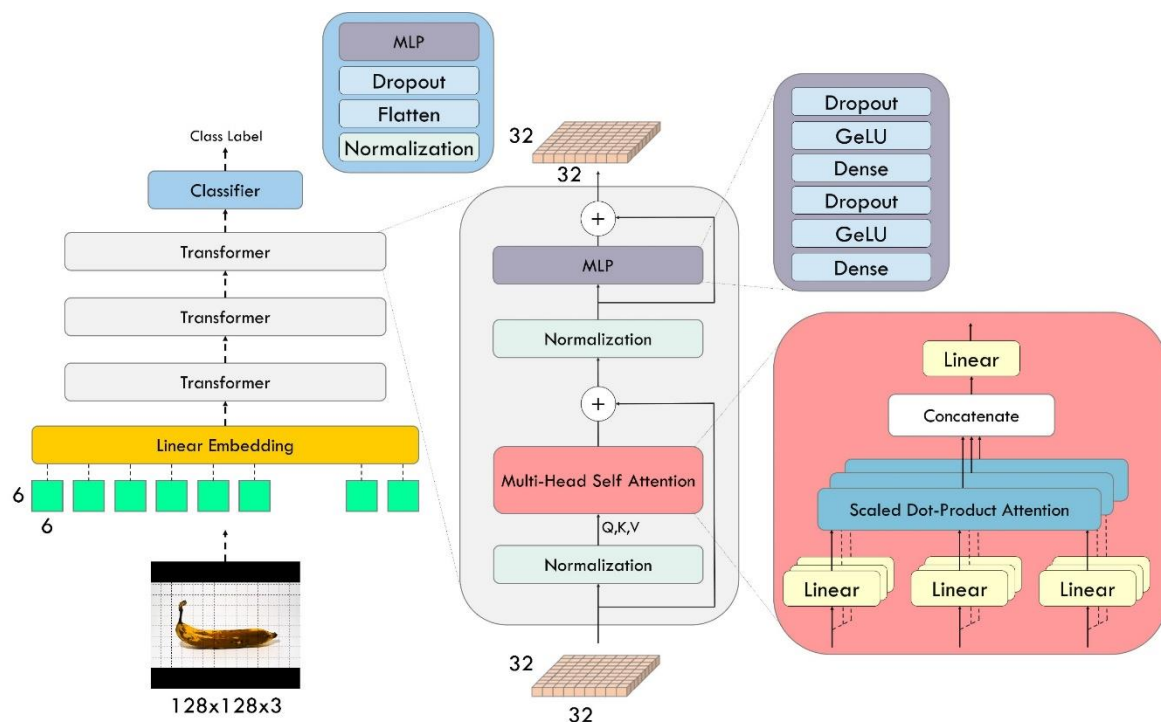 MLP
Dropout
Flatten
Normalization
Class Label
Classifier
Transformer
Transformer
Transformer
Linear Embedding
6
6
128x128x3
32
32
+
MLP
Normalization
+
Multi-Head Self Attention
Q,K,V
Normalization
32
32
Dropout
GeLU
Dense
Dropout
GeLU
Dense
Linear
Concatenate
Scaled Dot-Product Attention
Linear
Linear
Linear